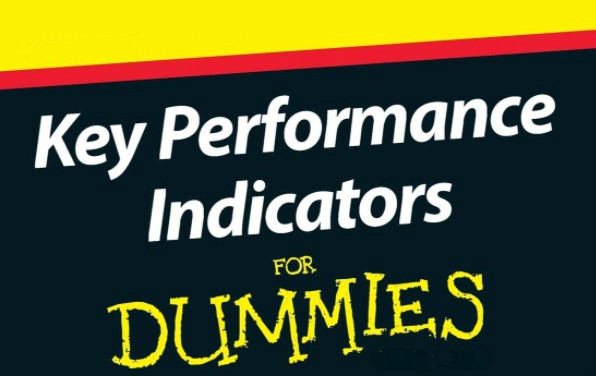 Key Performance
Indicators
FOR
DUMMIES